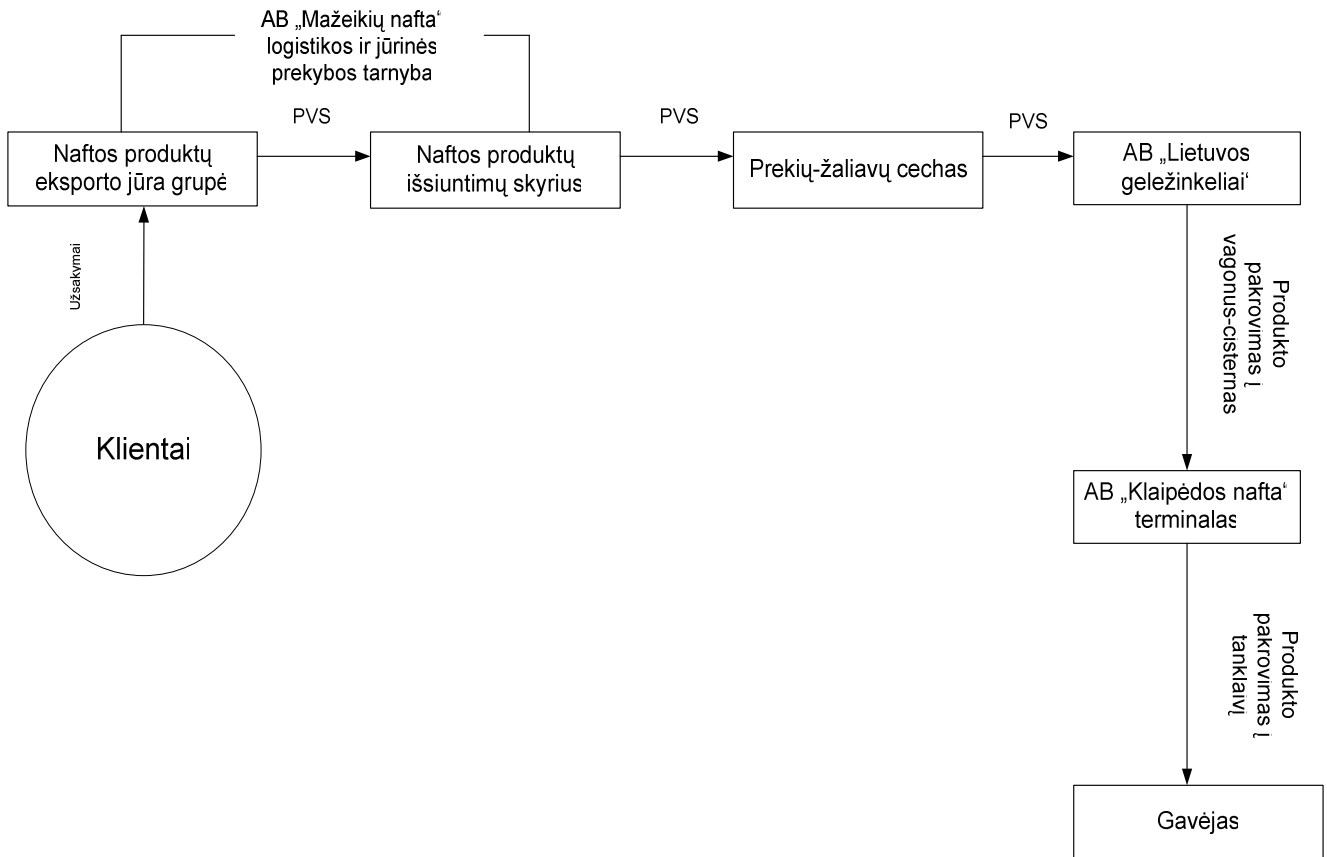 AB „Mažeikių nafta“
logistikos ir jūrinės
prekybos tarnyba
PVS
PVS
PVS
Naftos produktų
eksporto jūra grupė
Naftos produktų
išsiuntimų skyrius
Prekių-žaliavų cechas
AB „Lietuvos
geležinkeliai“
Užsakymai
Klientai
Produkto
pakrovimas į
vagonus-cisternas
AB „Klaipėdos nafta“
terminalas
Produkto
pakrovimas į
tanklaivį
Gavėjas